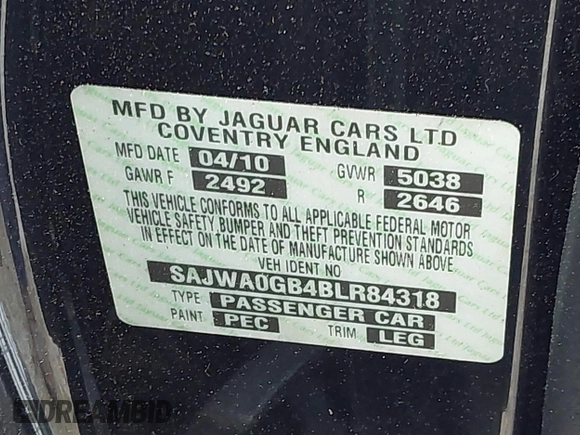 MFD BY JAGUAR CARS LTD
COVENTRY ENGLAND
MFD DATE 04/10 GVWR 5038
GAWR F 2492 R 2646
THIS VEHICLE CONFORMS TO ALL APPLICABLE FEDERAL MOTOR
VEHICLE SAFETY, BUMPER AND THEFT PREVENTION STANDARDS
IN EFFECT ON THE DATE OF MANUFACTURE SHOWN ABOVE
VEH IDENT NO
SAJWA0GB4BLR84318
TYPE PASSENGER CAR
PAINT PEC TRIM LEG
DREAMBID